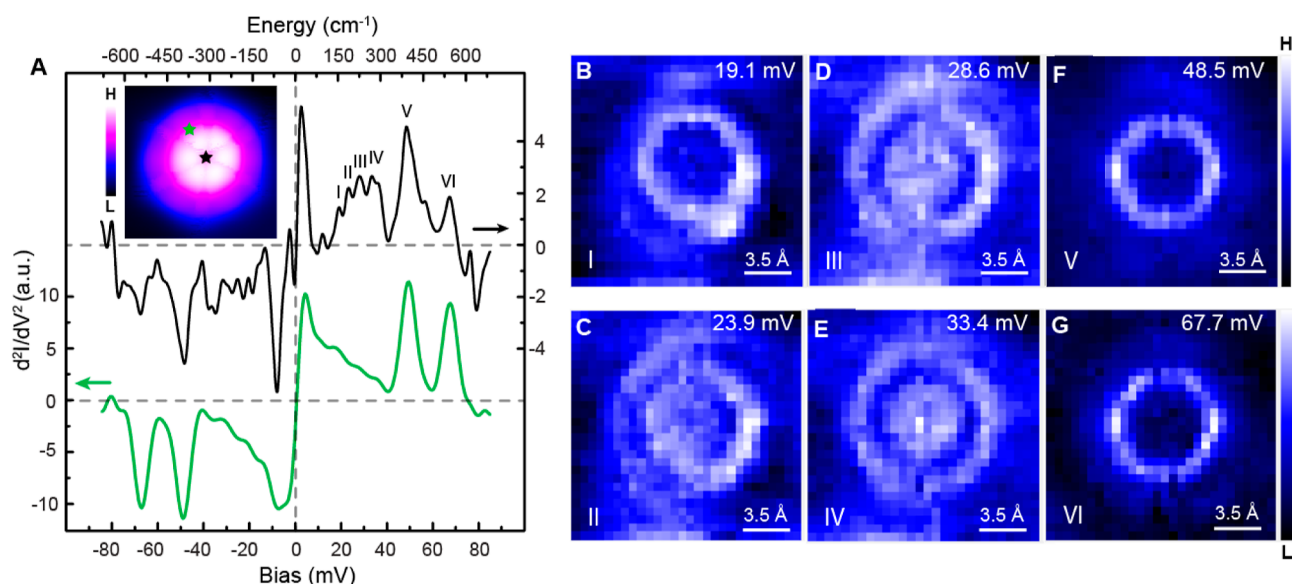 Energy (cm⁻¹)
-600 -450 -300 -150 0 150 300 450 600
A
H
L
I
II
III
IV
V
VI
4
2
0
-2
-4
10
5
0
-5
-10
d²I/dV² (a.u.)
-80 -60 -40 -20 0 20 40 60 80
Bias (mV)
B 19.1 mV
I 3.5 Å
D 28.6 mV
III 3.5 Å
F 48.5 mV
V 3.5 Å
C 23.9 mV
II 3.5 Å
E 33.4 mV
IV 3.5 Å
G 67.7 mV
VI 3.5 Å
H
L